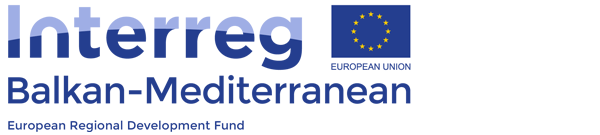 Interreg
EUROPEAN UNION
Balkan-Mediterranean
European Regional Development Fund